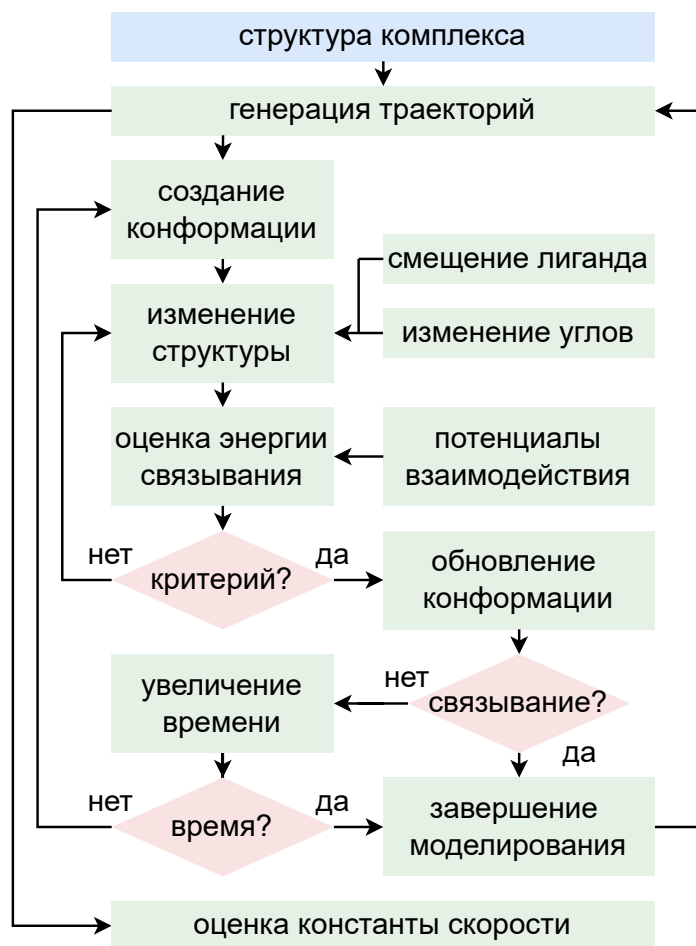 структура комплекса
генерация траекторий
создание
конформации
смещение лиганда
изменение
структуры
изменение углов
оценка энергии
связывания
потенциалы
взаимодействия
нет
критерий?
да
обновление
конформации
увеличение
времени
нет
связывание?
да
нет
время?
да
завершение
моделирования
оценка константы скорости